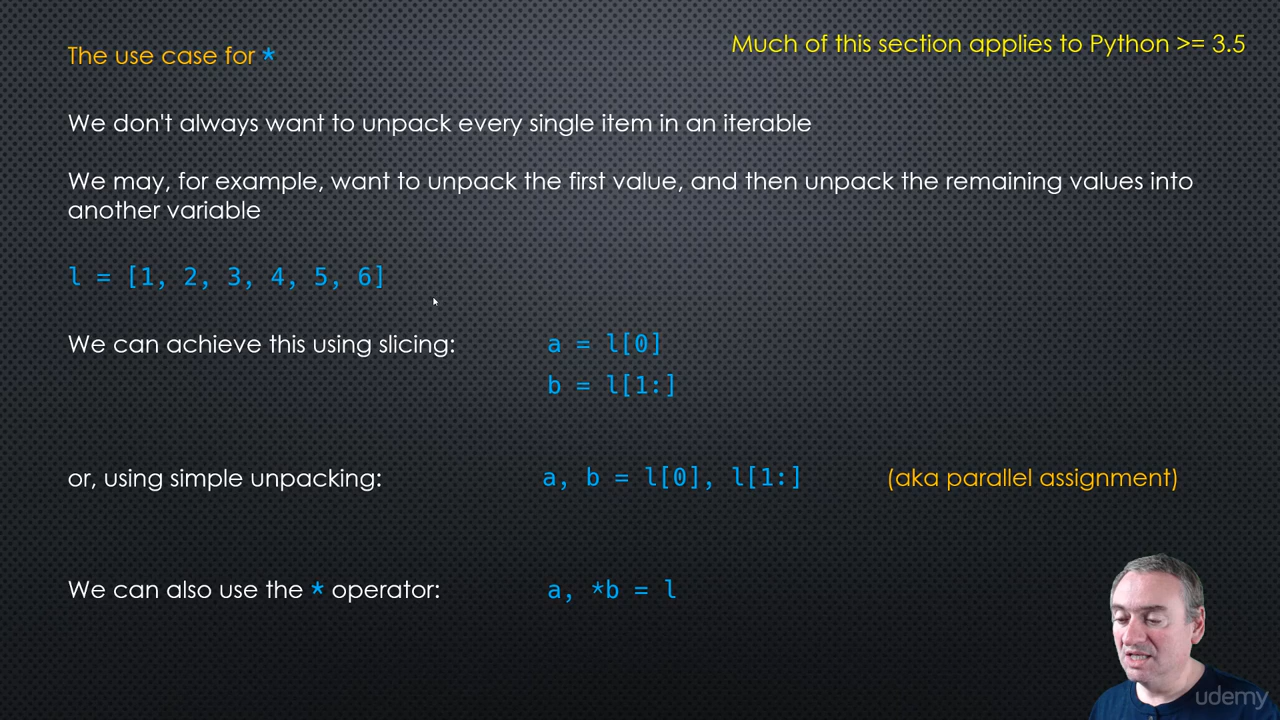 The use case for *
Much of this section applies to Python >= 3.5
We don't always want to unpack every single item in an iterable
We may, for example, want to unpack the first value, and then unpack the remaining values into
another variable
l = [1, 2, 3, 4, 5, 6]
We can achieve this using slicing: a = l[0]
b = l[1:]
or, using simple unpacking: a, b = l[0], l[1:] (aka parallel assignment)
We can also use the * operator: a, *b = l
udemy